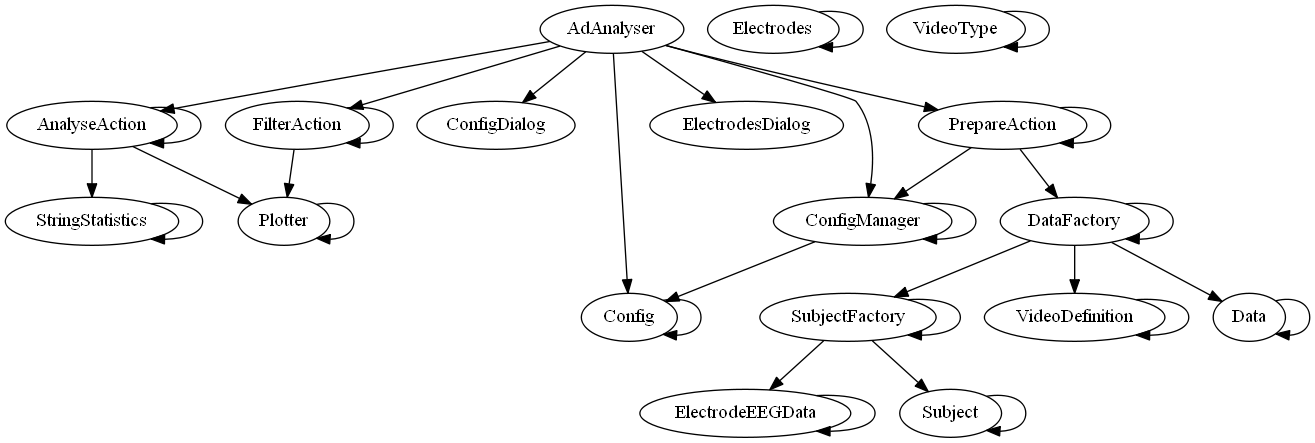 AdAnalyser
Electrodes
VideoType
AnalyseAction
FilterAction
ConfigDialog
ElectrodesDialog
PrepareAction
StringStatistics
Plotter
ConfigManager
DataFactory
Config
SubjectFactory
VideoDefinition
Data
ElectrodeEEGData
Subject